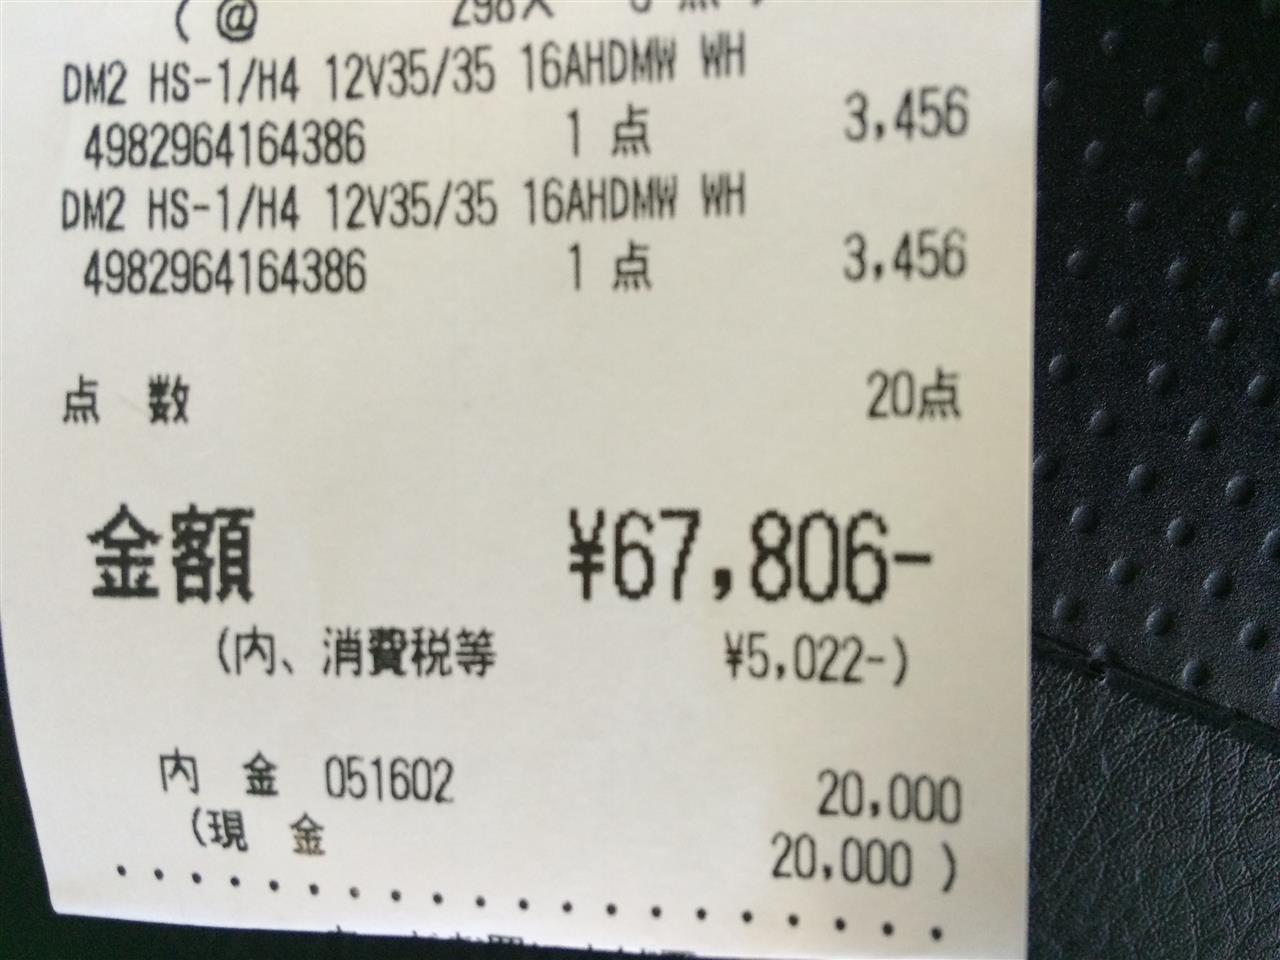 (@ 298X
DM2 HS-1/H4 12V35/35 16AHDMW WH
4982964164386 1点 3,456
DM2 HS-1/H4 12V35/35 16AHDMW WH
4982964164386 1点 3,456
点 数 20点
金額 ¥67,806-
(内、消費税等 ¥5,022-)
内 金 051602 20,000
(現 金 20,000 )